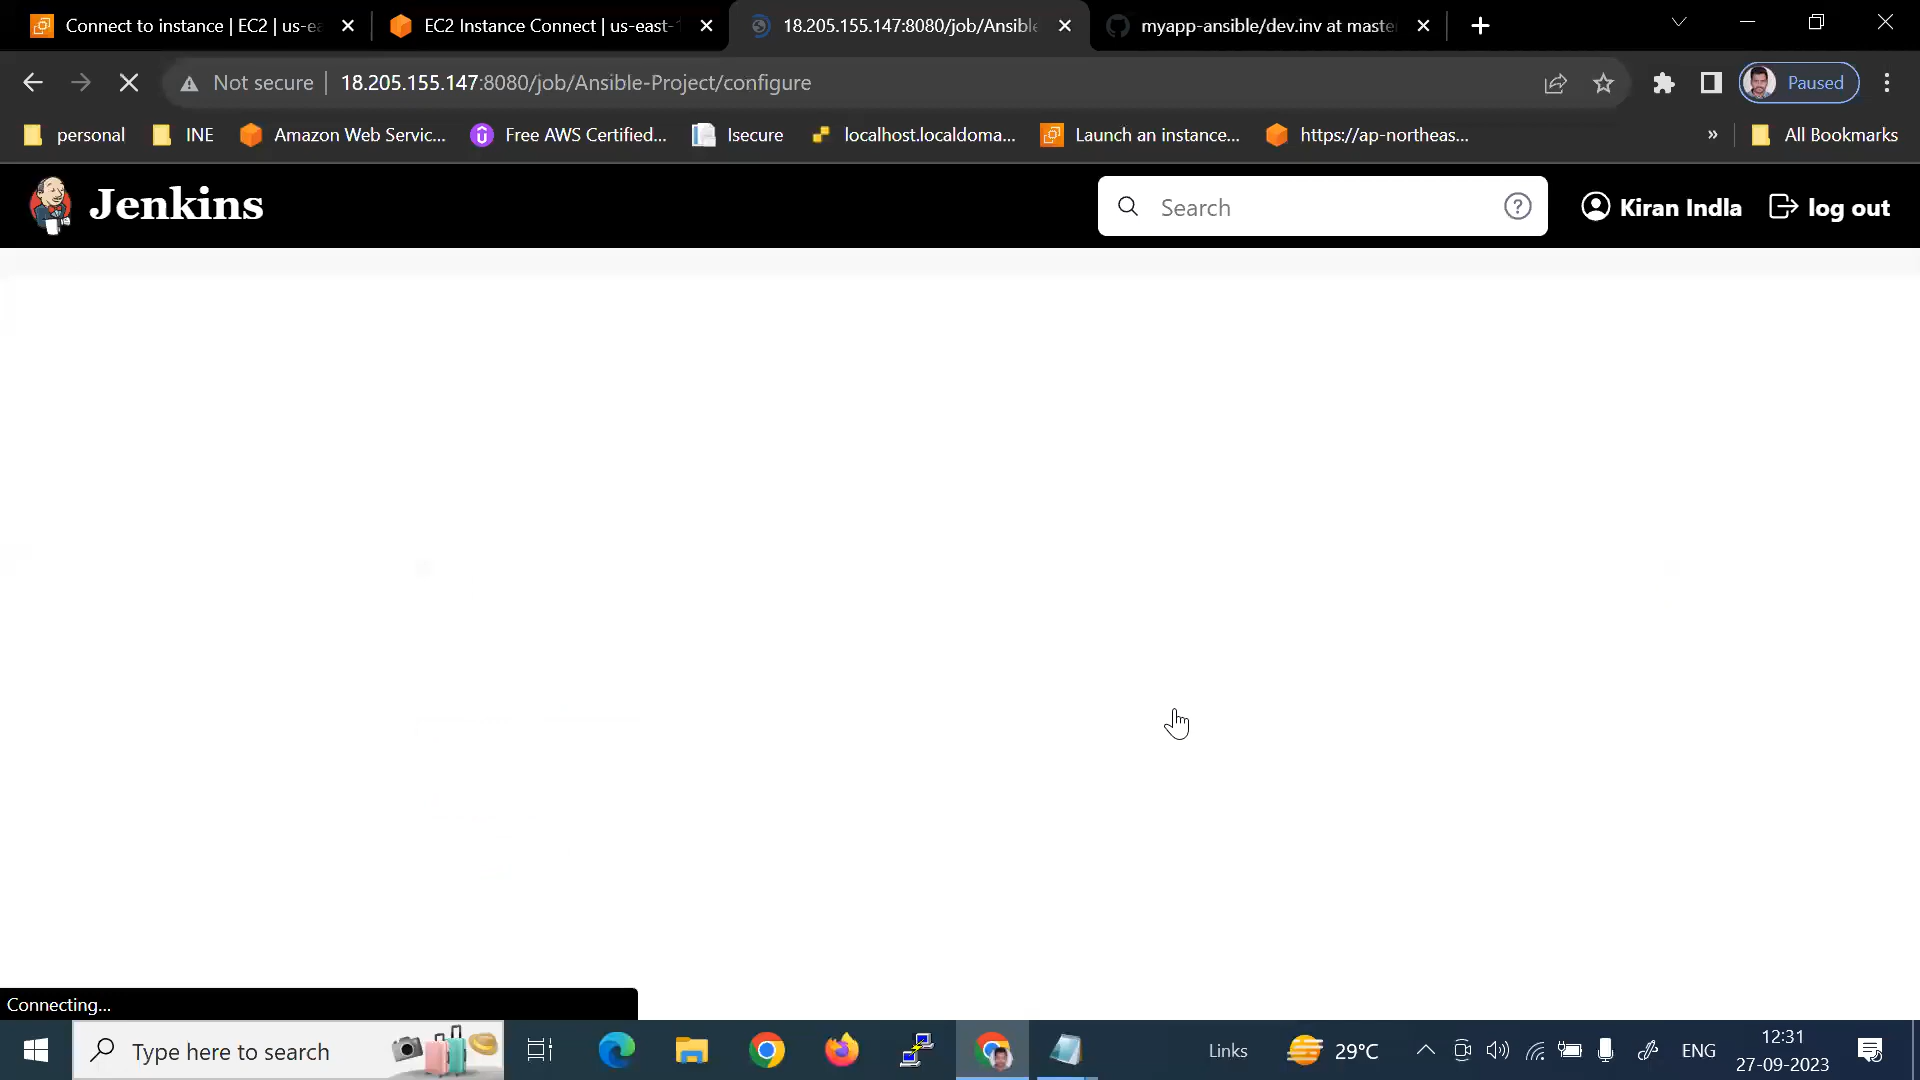 Connect to instance | EC2 | us-ea
EC2 Instance Connect | us-east-1
18.205.155.147:8080/job/Ansible
myapp-ansible/dev.inv at maste
Not secure
18.205.155.147:8080/job/Ansible-Project/configure
Paused
personal
INE
Amazon Web Servic...
Free AWS Certified...
Isecure
localhost.localdoma...
Launch an instance...
https://ap-northeas...
»
All Bookmarks
Jenkins
Search
Kiran Indla
log out
Connecting...
Type here to search
Links
29°C
ENG
12:31
27-09-2023